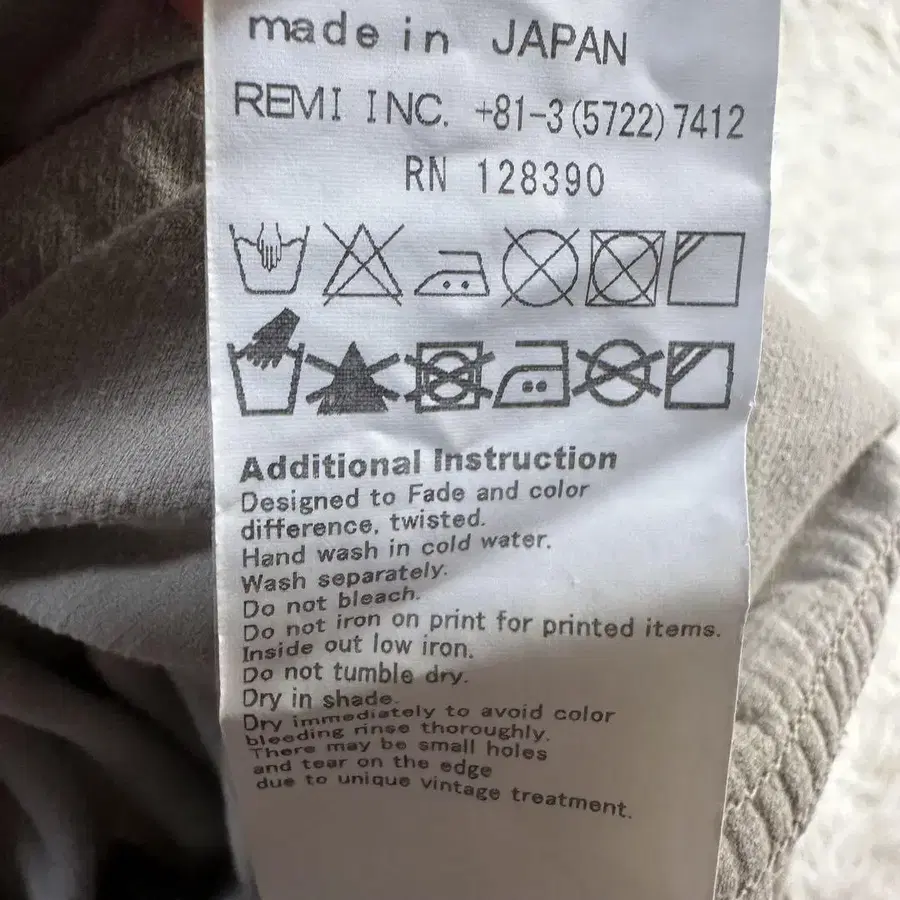 made in JAPAN
REMI INC. +81-3(5722)7412
RN 128390
Additional Instruction
Designed to Fade and color
difference, twisted.
Hand wash in cold water.
Wash separately.
Do not bleach.
Do not iron on print for printed items.
Inside out low iron.
Do not tumble dry.
Dry in shade.
Dry immediately to avoid color
bleeding rinse thoroughly.
There may be small holes
and tear on the edge
due to unique vintage treatment.